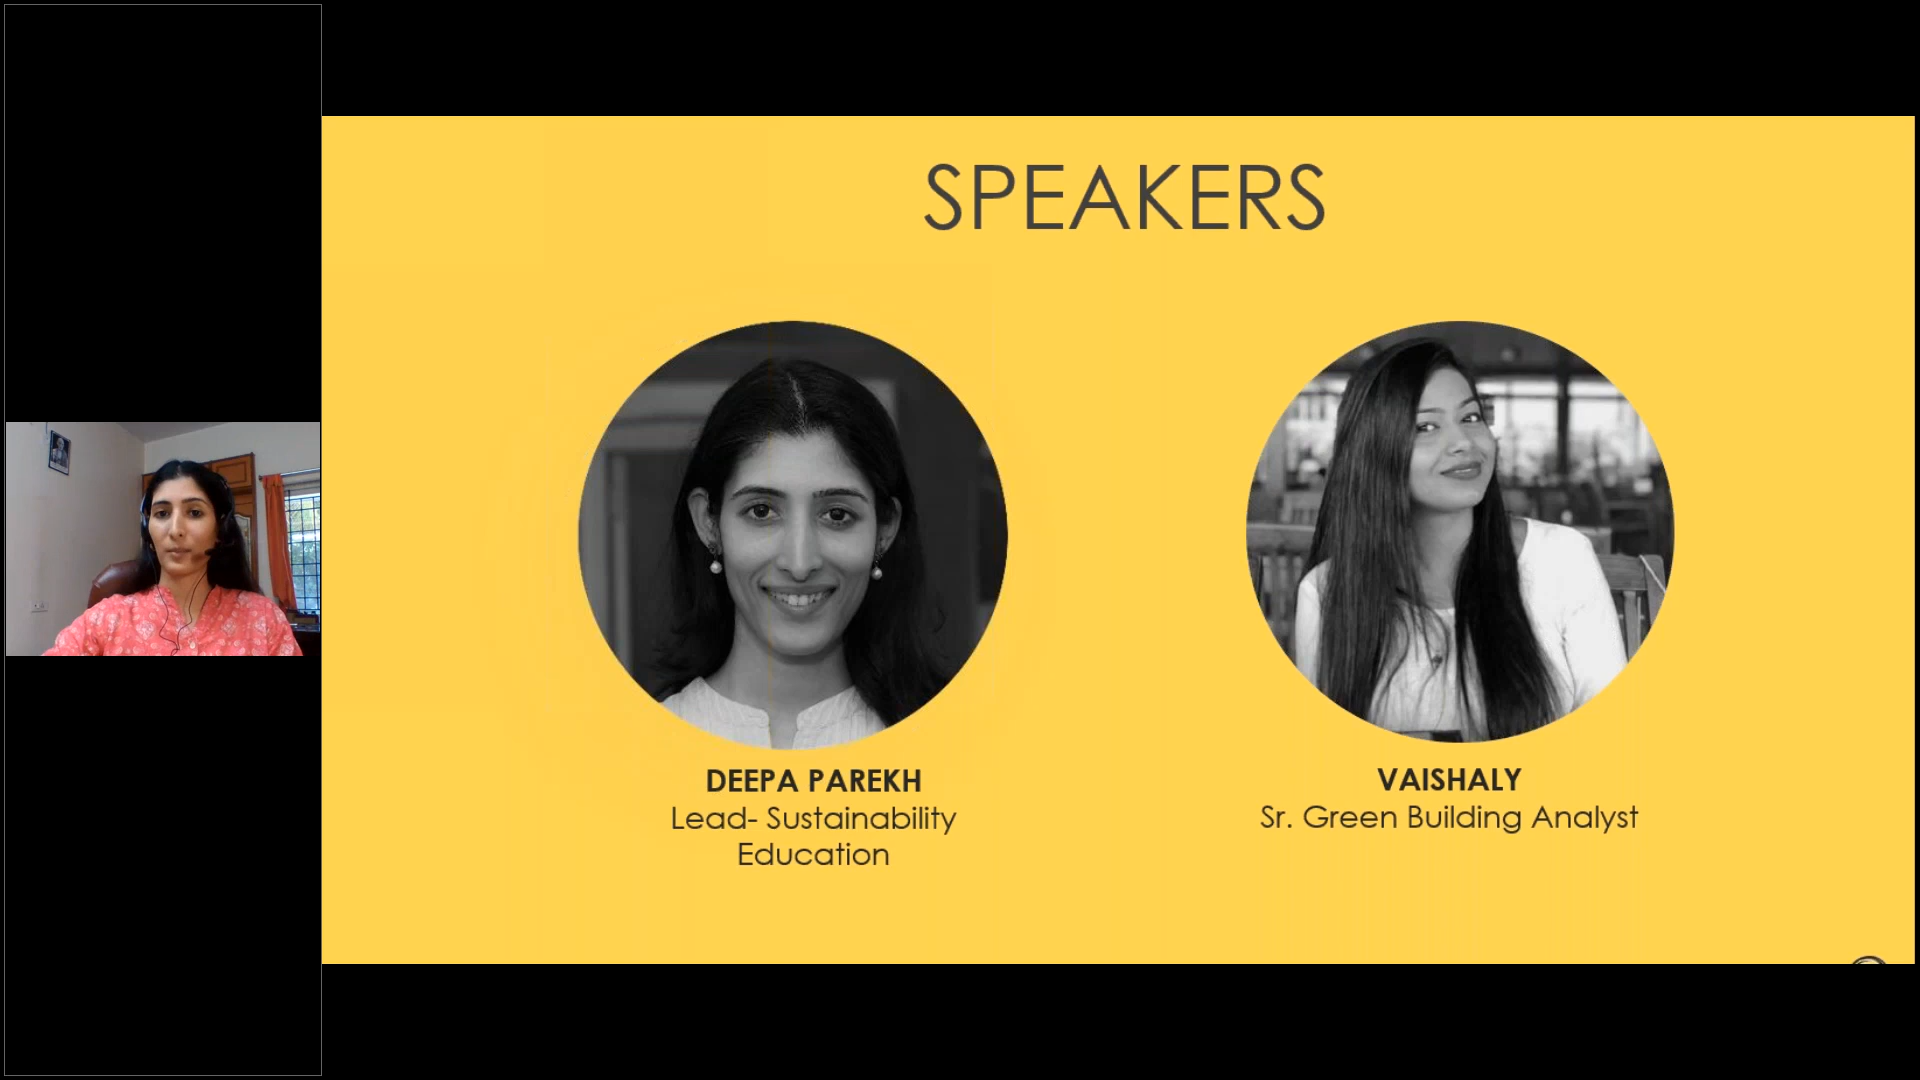 SPEAKERS
DEEPA PAREKH
Lead- Sustainability
Education
VAISHALY
Sr. Green Building Analyst